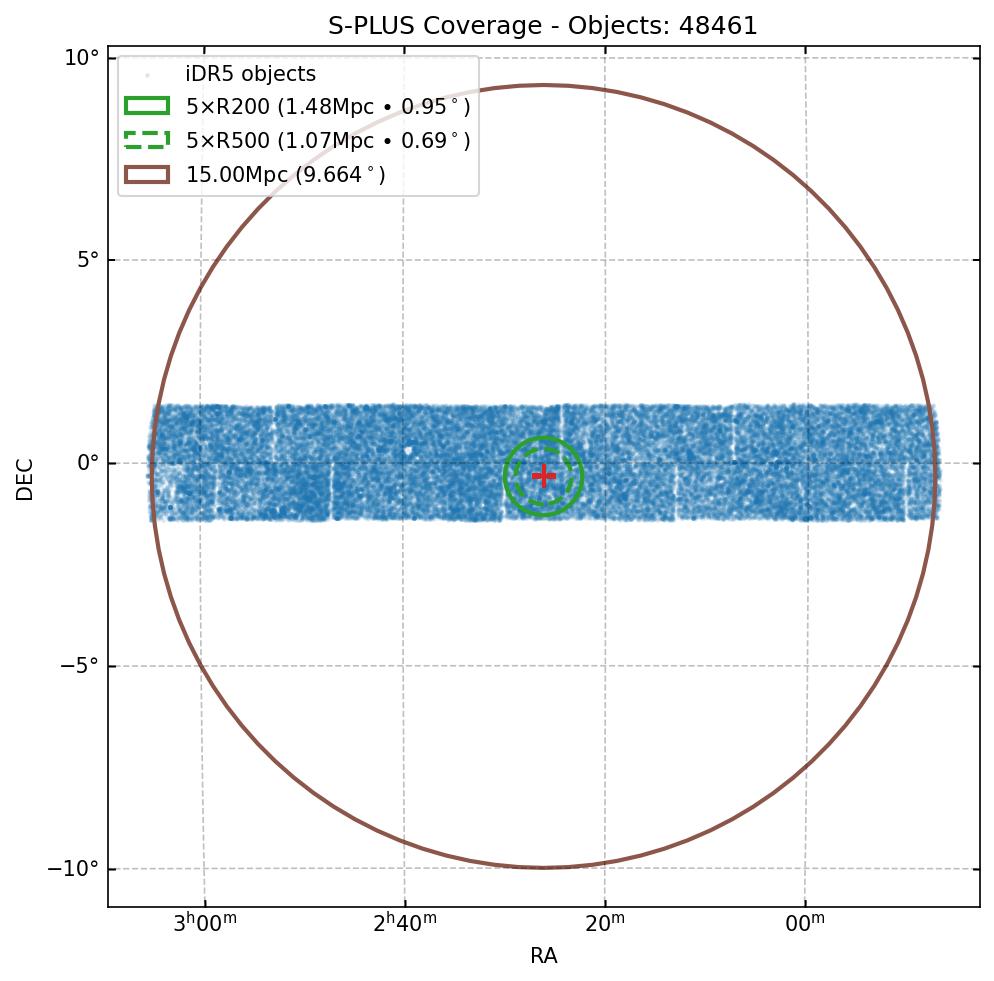 S-PLUS Coverage - Objects: 48461
10°
iDR5 objects
5×R200 (1.48Mpc • 0.95°)
5×R500 (1.07Mpc • 0.69°)
15.00Mpc (9.664°)
5°
0°
−5°
−10°
DEC
3ʰ00ᵐ 2ʰ40ᵐ 20ᵐ 00ᵐ
RA